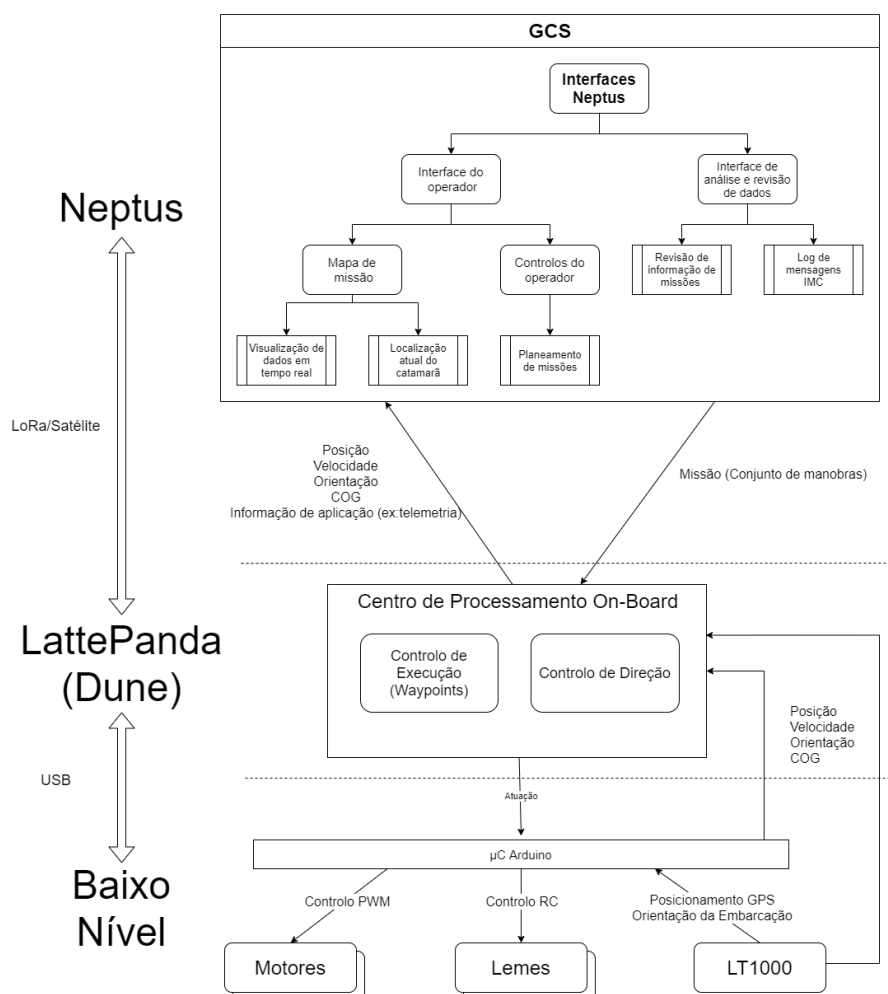 GCS
Interfaces
Neptus
Interface do
operador
Interface de
análise e revisão
de dados
Neptus
Mapa de
missão
Controlos do
operador
Revisão de
informação de
missões
Log de
mensagens
IMC
Visualização de
dados em
tempo real
Localização
atual do
catamarã
Planeamento
de missões
LoRa/Satélite
Posição
Velocidade
Orientação
COG
Informação de aplicação (ex:telemetria)
Missão (Conjunto de manobras)
LattePanda
(Dune)
Centro de Processamento On-Board
Controlo de
Execução
(Waypoints)
Controlo de Direção
Posição
Velocidade
Orientação
COG
USB
Atuação
µC Arduino
Baixo
Nível
Controlo PWM
Controlo RC
Posicionamento GPS
Orientação da Embarcação
Motores
Lemes
LT1000